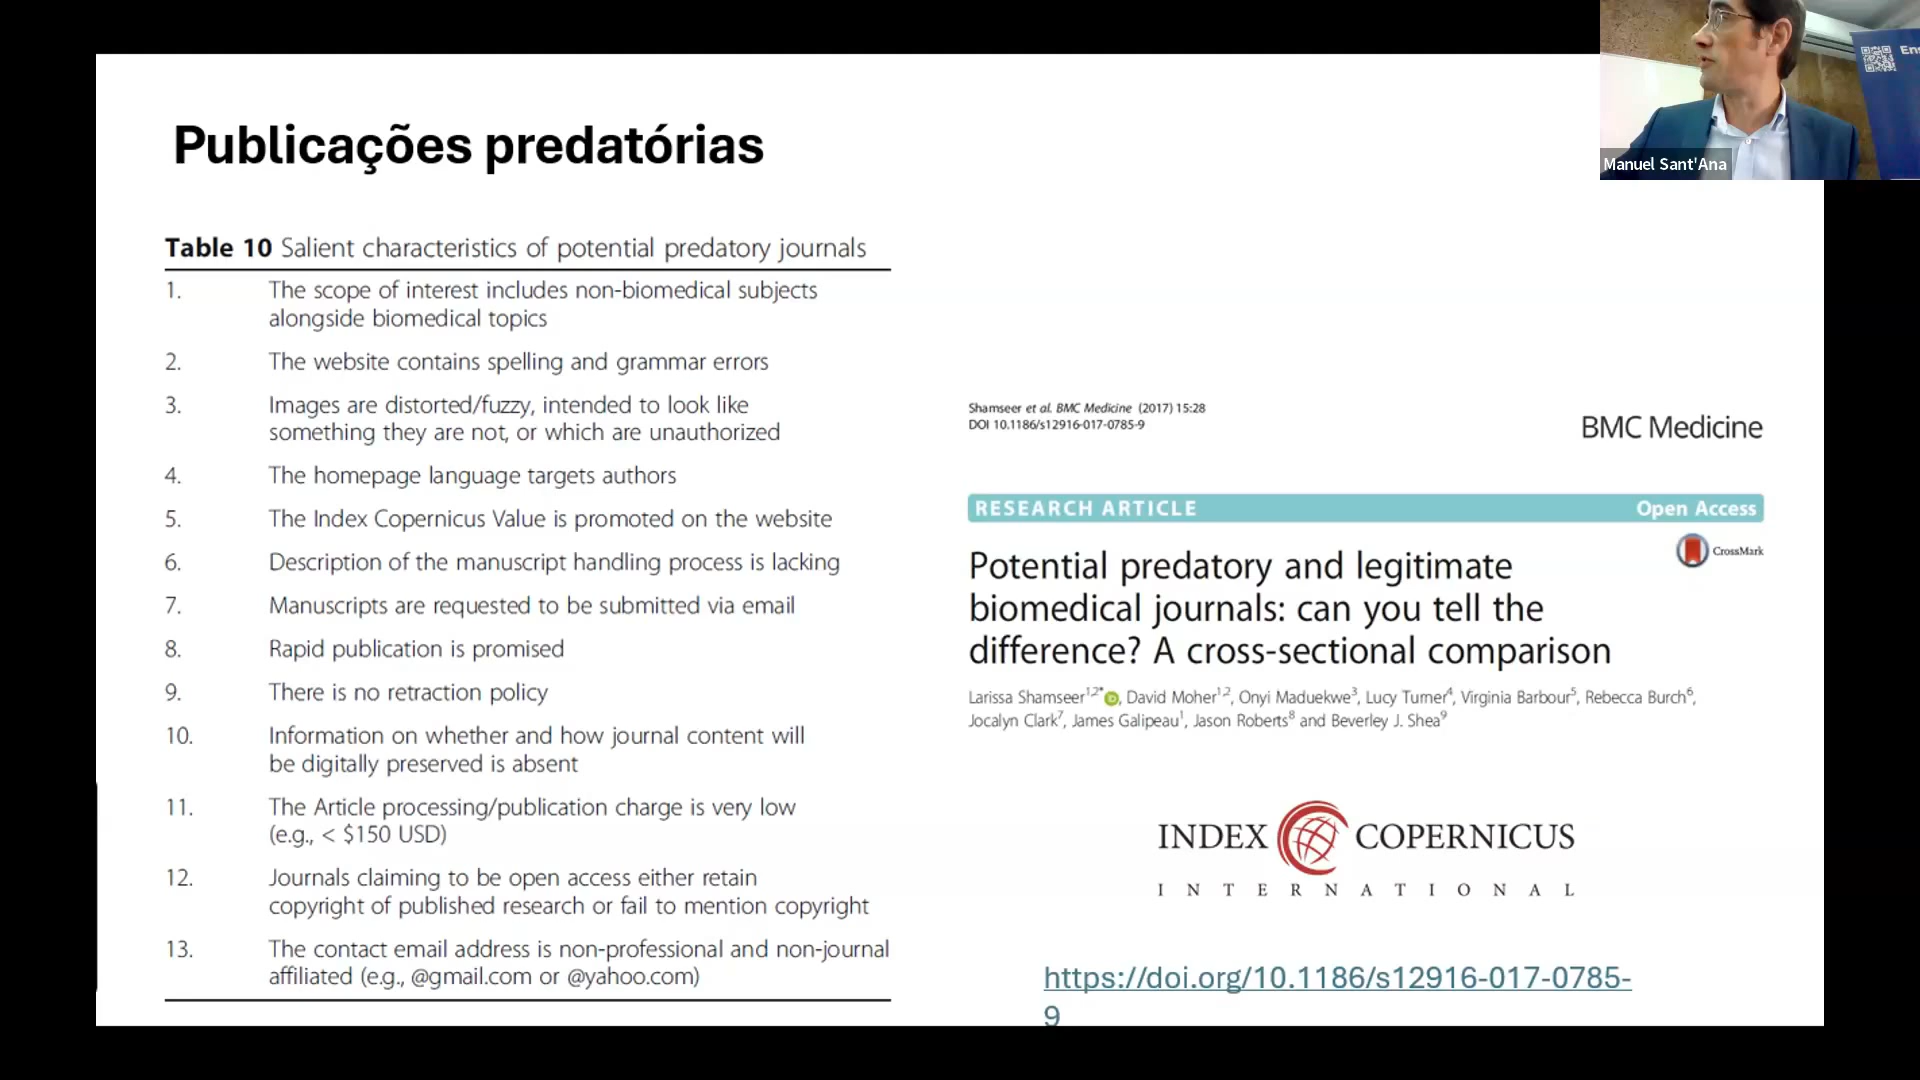 Publicações predatórias
Table 10 Salient characteristics of potential predatory journals
1. The scope of interest includes non-biomedical subjects
alongside biomedical topics
2. The website contains spelling and grammar errors
3. Images are distorted/fuzzy, intended to look like
something they are not, or which are unauthorized
4. The homepage language targets authors
5. The Index Copernicus Value is promoted on the website
6. Description of the manuscript handling process is lacking
7. Manuscripts are requested to be submitted via email
8. Rapid publication is promised
9. There is no retraction policy
10. Information on whether and how journal content will
be digitally preserved is absent
11. The Article processing/publication charge is very low
(e.g., < $150 USD)
12. Journals claiming to be open access either retain
copyright of published research or fail to mention copyright
13. The contact email address is non-professional and non-journal
affiliated (e.g., @gmail.com or @yahoo.com)
Shamseer et al. BMC Medicine (2017) 15:28
DOI 10.1186/s12916-017-0785-9
BMC Medicine
RESEARCH ARTICLE
Open Access
CrossMark
Potential predatory and legitimate
biomedical journals: can you tell the
difference? A cross-sectional comparison
Larissa Shamseer1,2*, David Moher1,2, Onyi Maduekwe3, Lucy Turner4, Virginia Barbour5, Rebecca Burch6,
Jocalyn Clark7, James Galipeau1, Jason Roberts8 and Beverley J. Shea9
INDEX COPERNICUS
INTERNATIONAL
https://doi.org/10.1186/s12916-017-0785-
9
Manuel Sant'Ana